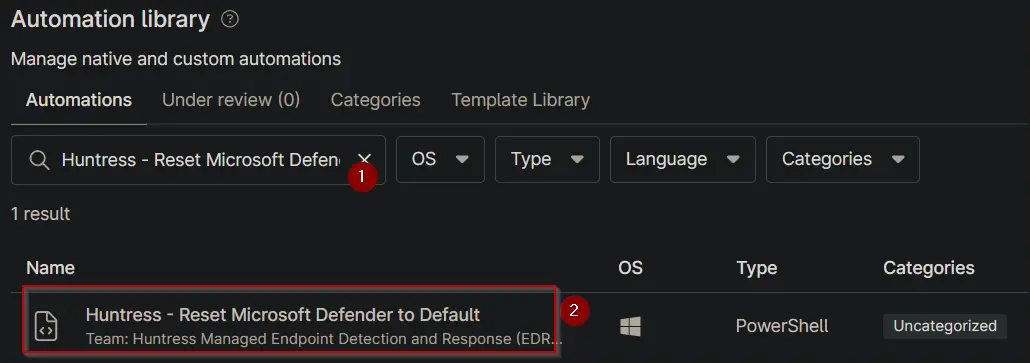 Automation library ?
Manage native and custom automations
Automations Under review (0) Categories Template Library
Huntress - Reset Microsoft Defen OS Type Language Categories
1
1 result
Name OS Type Categories
Huntress - Reset Microsoft Defender to Default 2 PowerShell Uncategorized
Team: Huntress Managed Endpoint Detection and Response (EDR...